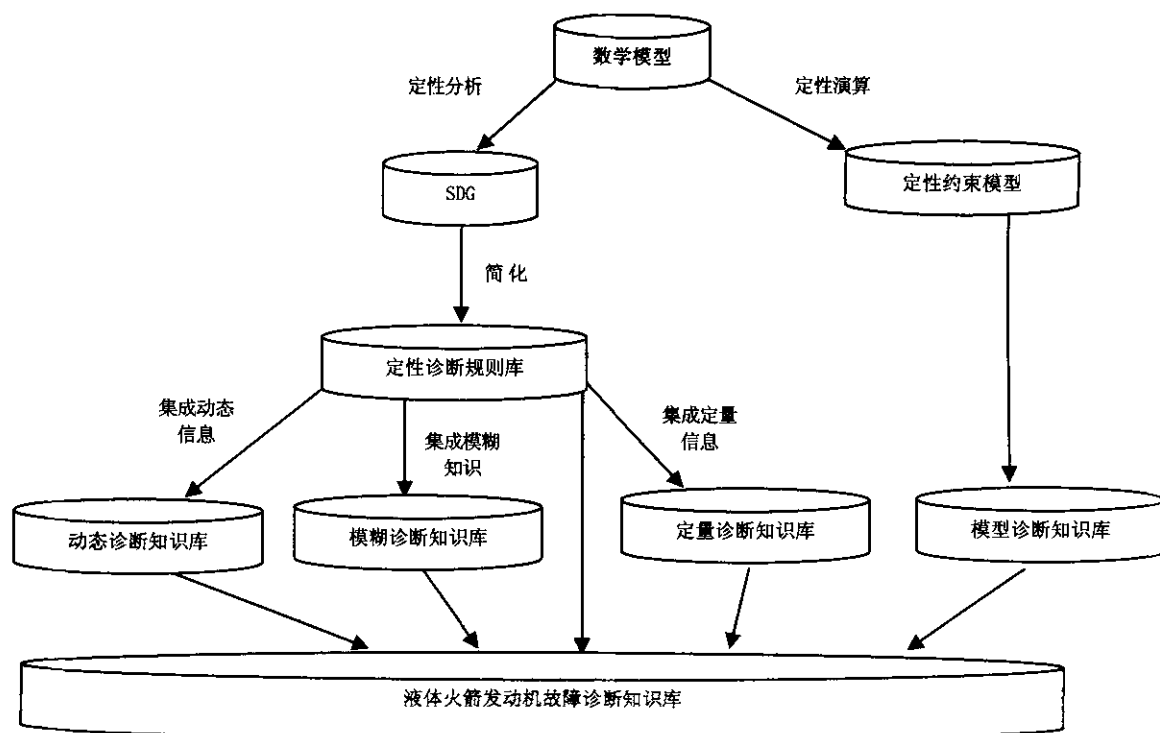 数学模型
定性分析
定性演算
SDG
定性约束模型
简化
定性诊断规则库
集成动态
信息
集成模糊
知识
集成定量
信息
动态诊断知识库
模糊诊断知识库
定量诊断知识库
模型诊断知识库
液体火箭发动机故障诊断知识库